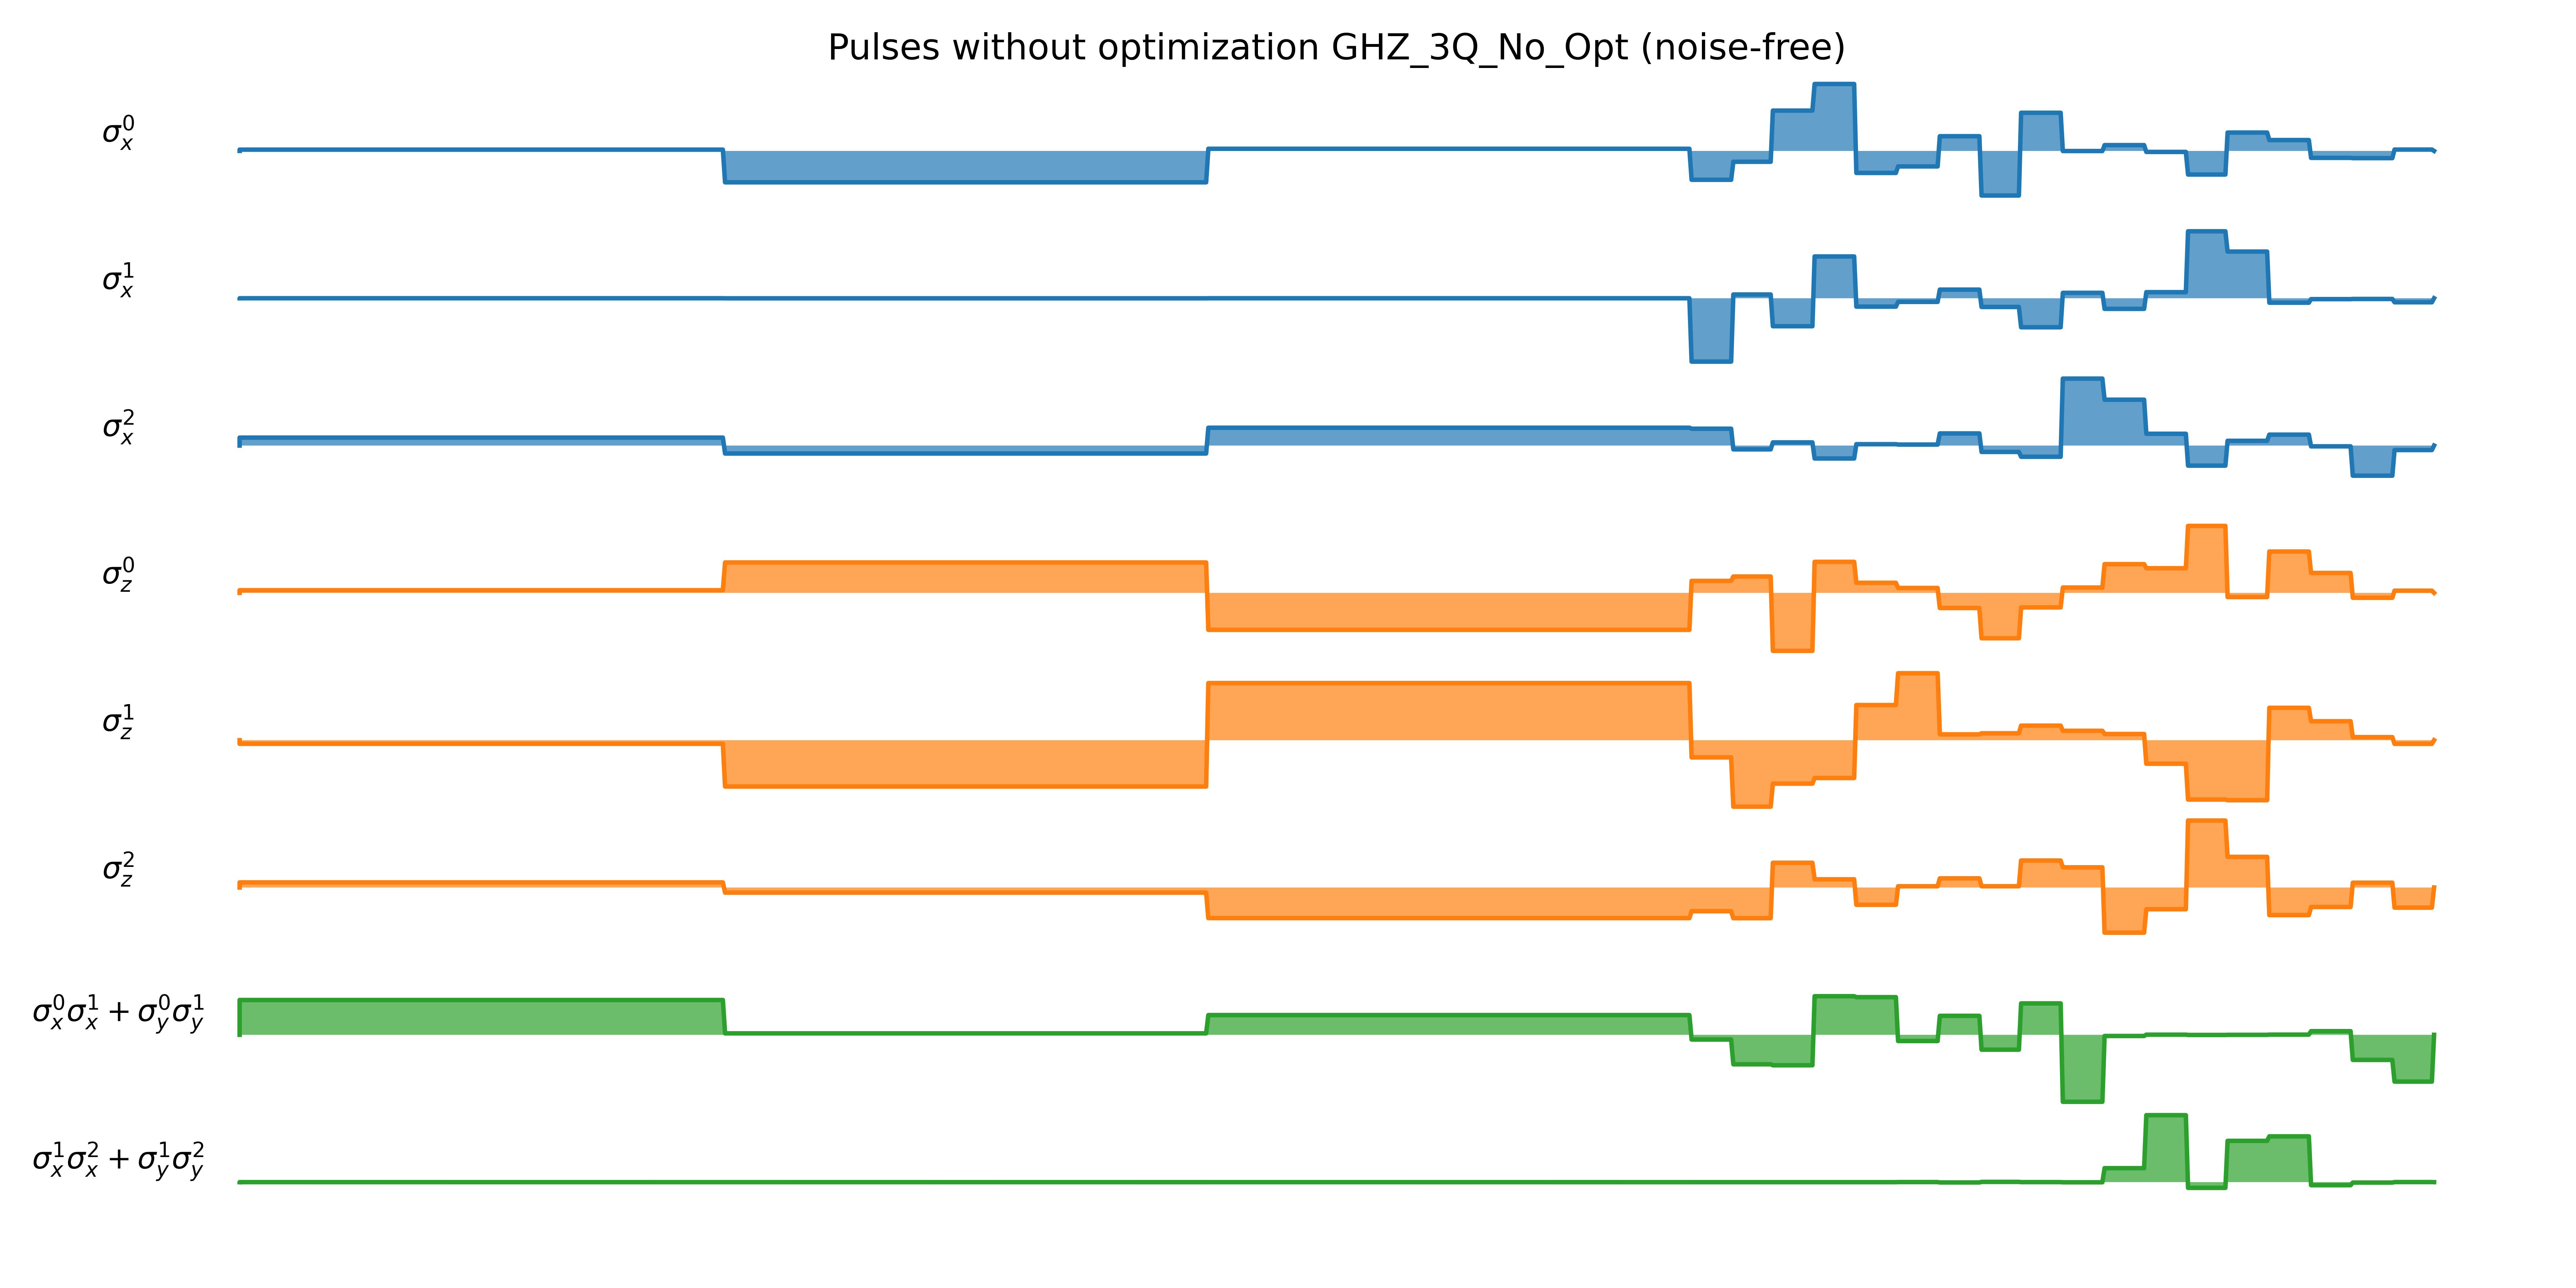 Pulses without optimization GHZ_3Q_No_Opt (noise-free)
σ_x^0
σ_x^1
σ_x^2
σ_z^0
σ_z^1
σ_z^2
σ_x^0σ_x^1 + σ_y^0σ_y^1
σ_x^1σ_x^2 + σ_y^1σ_y^2